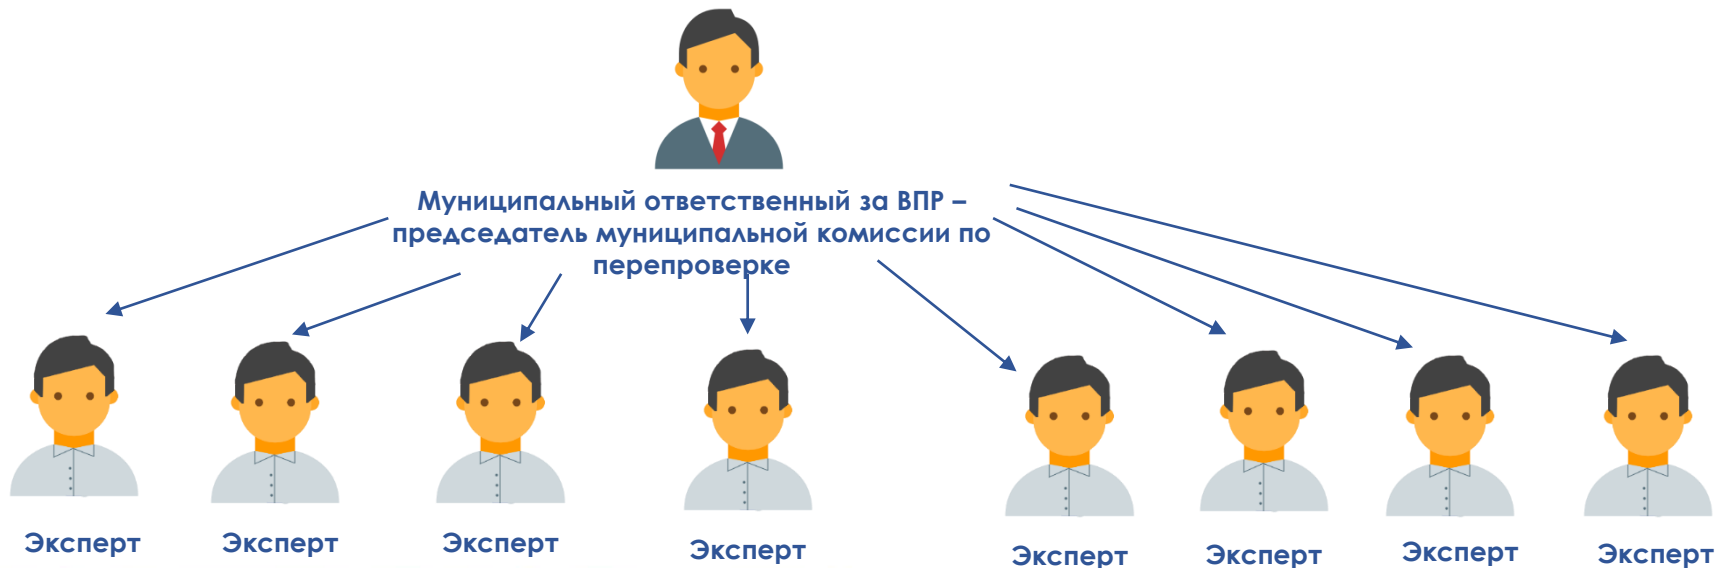 Муниципальный ответственный за ВПР –
председатель муниципальной комиссии по
перепроверке
Эксперт
Эксперт
Эксперт
Эксперт
Эксперт
Эксперт
Эксперт
Эксперт